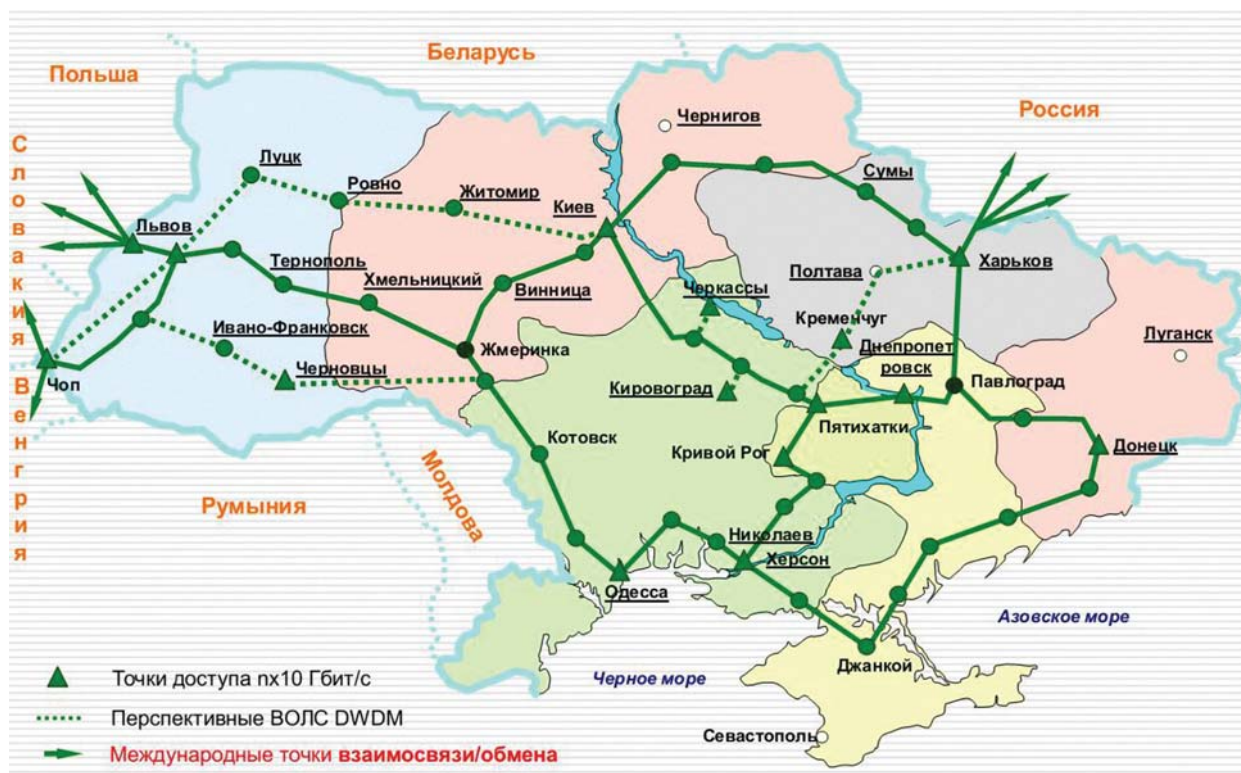 Беларусь
Польша
Россия
Словакия
Венгрия
Чернигов
Луцк
Ровно
Житомир
Киев
Сумы
Львов
Тернополь
Хмельницкий
Винница
Полтава
Харьков
Черкассы
Кременчуг
Ивано-Франковск
Жмеринка
Днепропет
ровск
Луганск
Черновцы
Чоп
Кировоград
Павлоград
Пятихатки
Котовск
Кривой Рог
Донецк
Румыния
Молдова
Николаев
Херсон
Одесса
Азовское море
Джанкой
Черное море
Точки доступа nx10 Гбит/с
Перспективные ВОЛС DWDM
Севастополь
Международные точки взаимосвязи/обмена